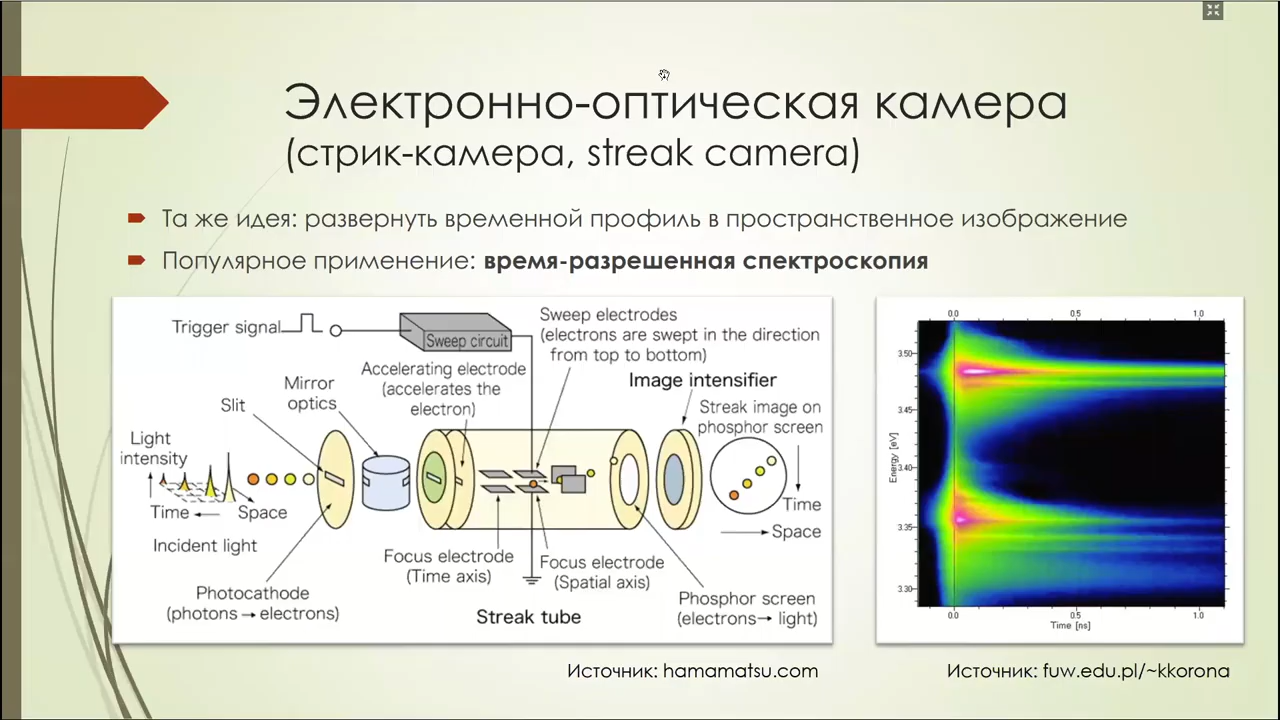 Электронно-оптическая камера
(стрик-камера, streak camera)
Та же идея: развернуть временной профиль в пространственное изображение
Популярное применение: время-разрешенная спектроскопия
Trigger signal
Sweep circuit
Sweep electrodes
(electrons are swept in the direction
from top to bottom)
Accelerating electrode
(accelerates the
electron)
Mirror
optics
Slit
Image intensifier
Streak image on
phosphor screen
Light
intensity
Time
Space
Incident light
Time
Space
Focus electrode
(Time axis)
Focus electrode
(Spatial axis)
Photocathode
(photons → electrons)
Streak tube
Phosphor screen
(electrons→ light)
0.0 0.5 1.0
3.50
3.45
3.40
3.35
3.30
Energy [eV]
0.0 0.5 1.0
Time [ns]
Источник: hamamatsu.com
Источник: fuw.edu.pl/~kkorona